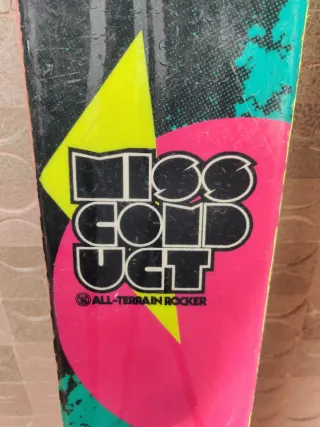 MISS
COND
UCT
ALL-TERRAIN ROCKER